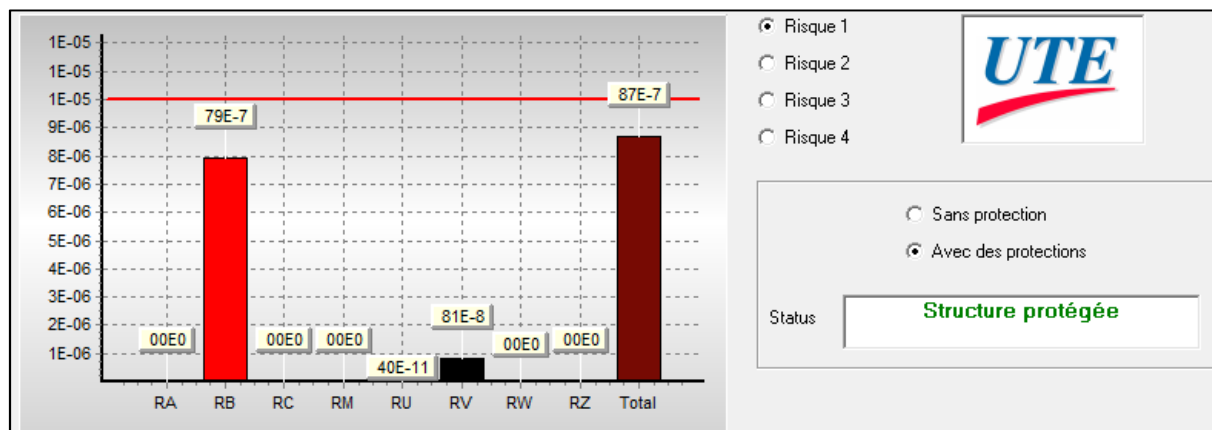 1E-05
1E-05
1E-05
9E-06
8E-06
7E-06
6E-06
5E-06
4E-06
3E-06
2E-06
1E-06
00E0
79E-7
00E0
00E0
40E-11
81E-8
00E0
00E0
87E-7
RA RB RC RM RU RV RW RZ Total
Risque 1
Risque 2
Risque 3
Risque 4
UTE
Sans protection
Avec des protections
Status Structure protégée